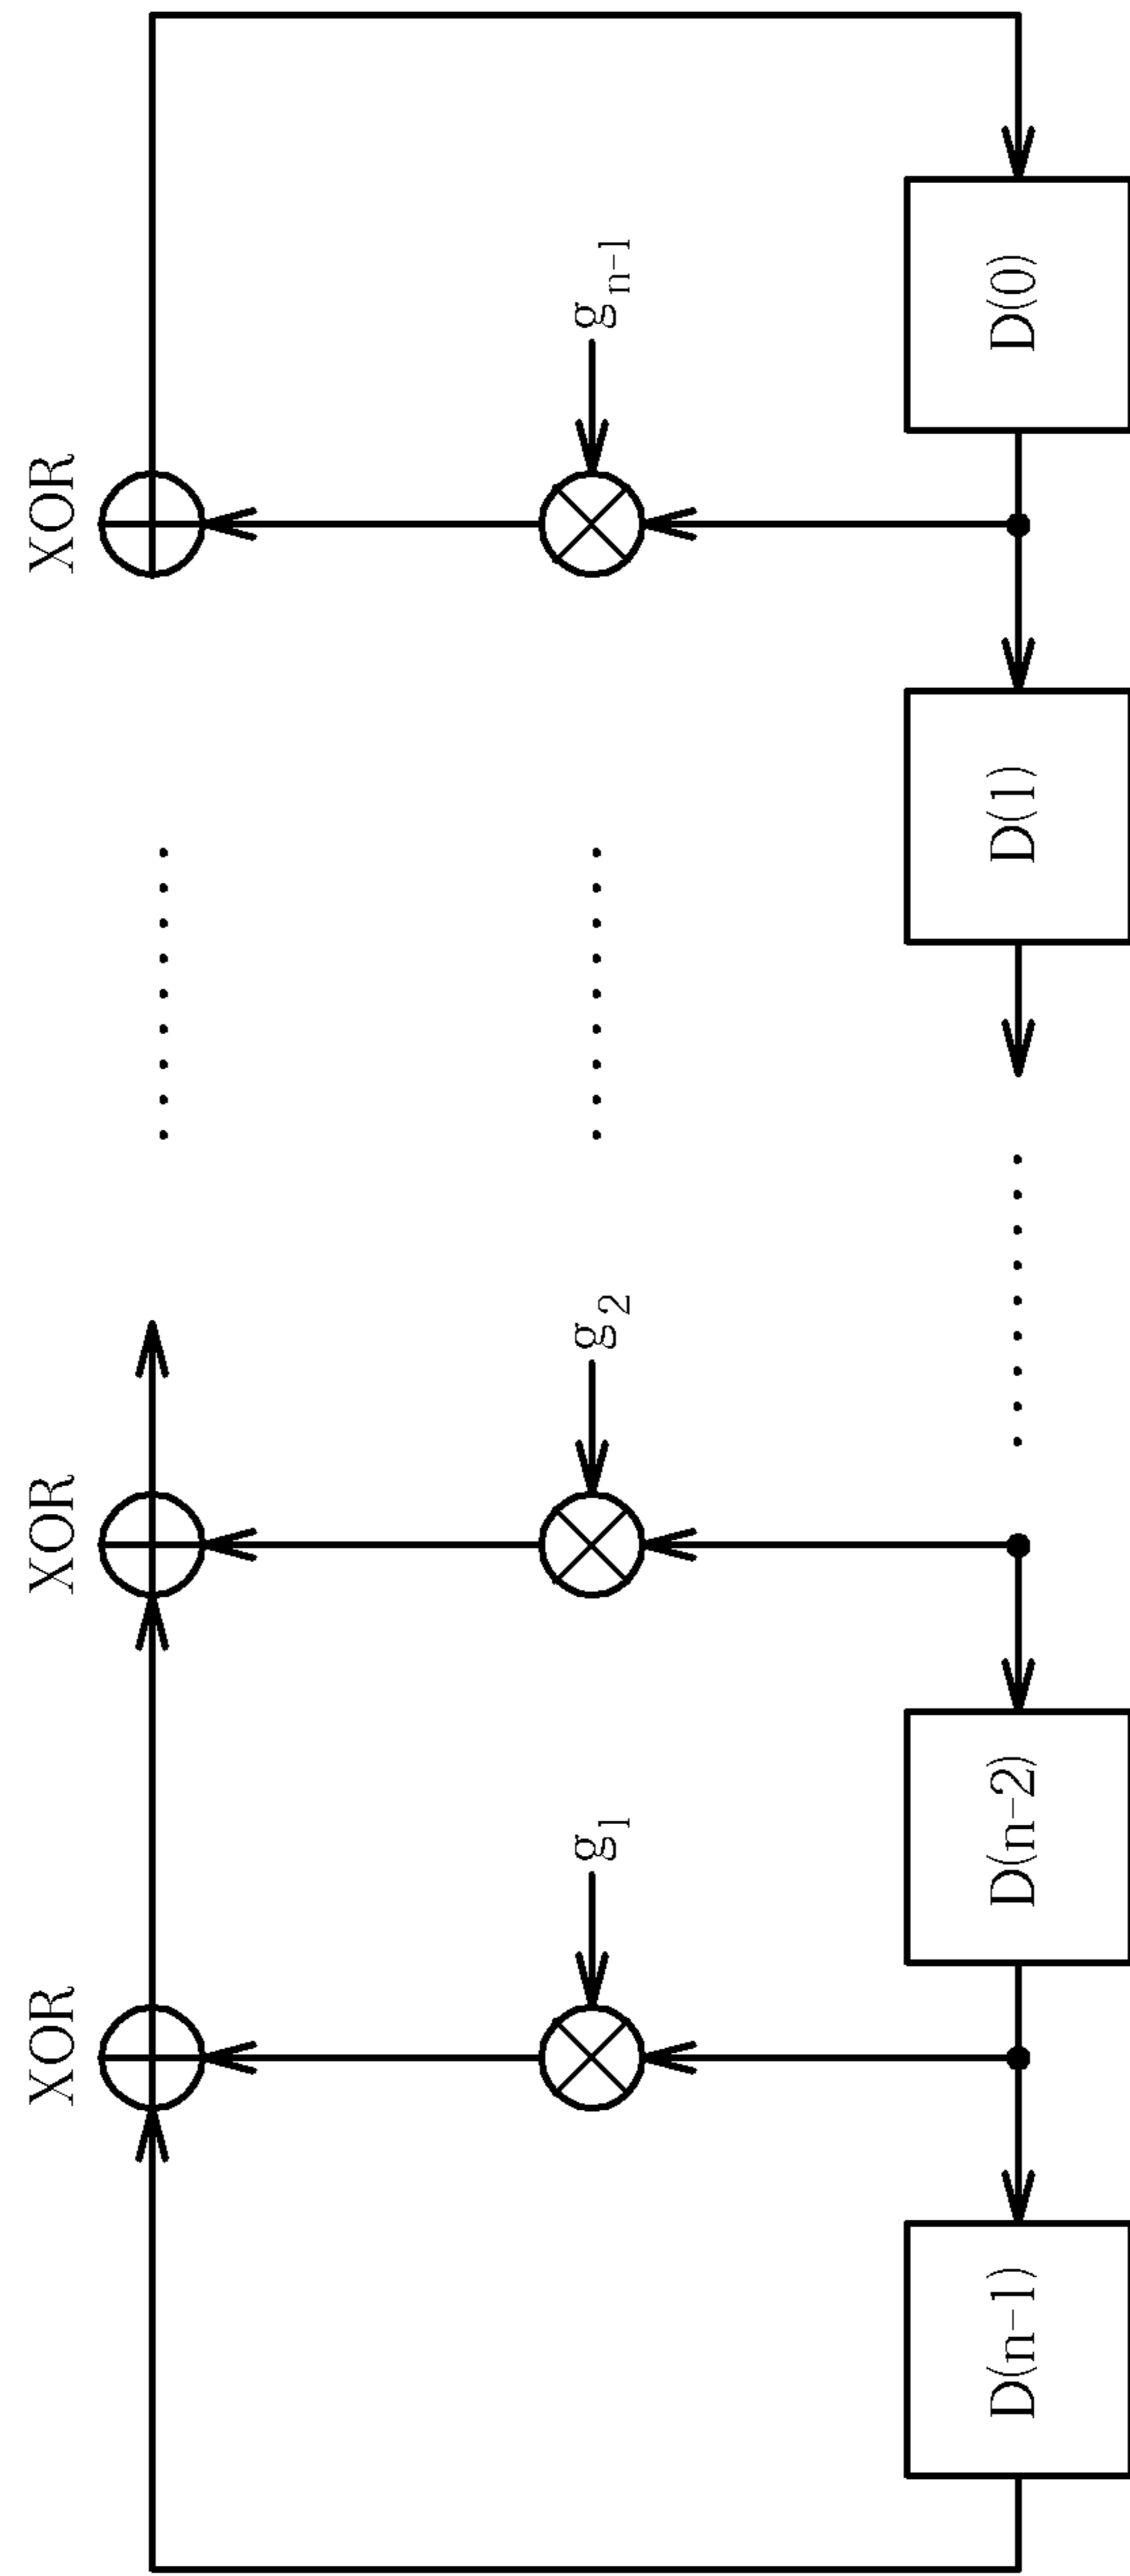 XOR
XOR
XOR
g₁
g₂
gₙ₋₁
D(n-1)
D(n-2)
D(1)
D(0)